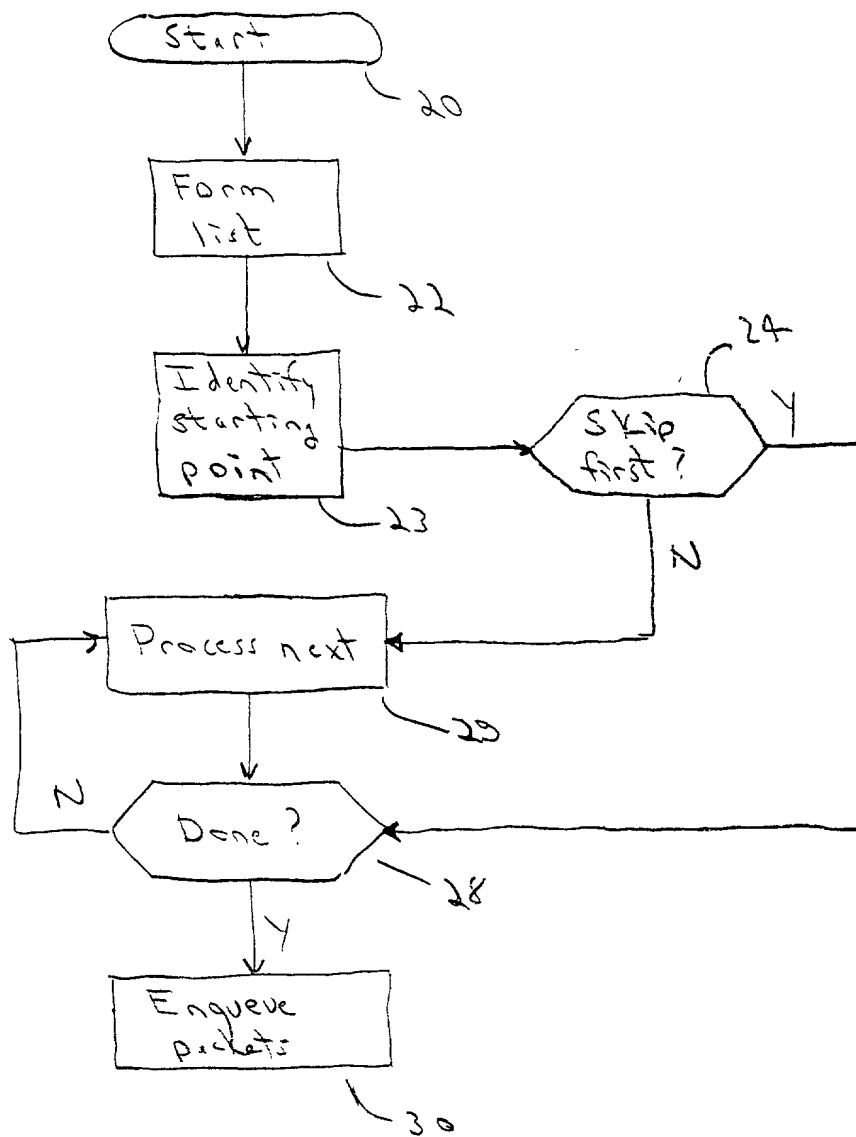 Start
20
Form
list
22
Identify
starting
point
23
24
Skip
first?
Y
N
Process next
29
N
Done?
28
Y
Enqueue
packets
30